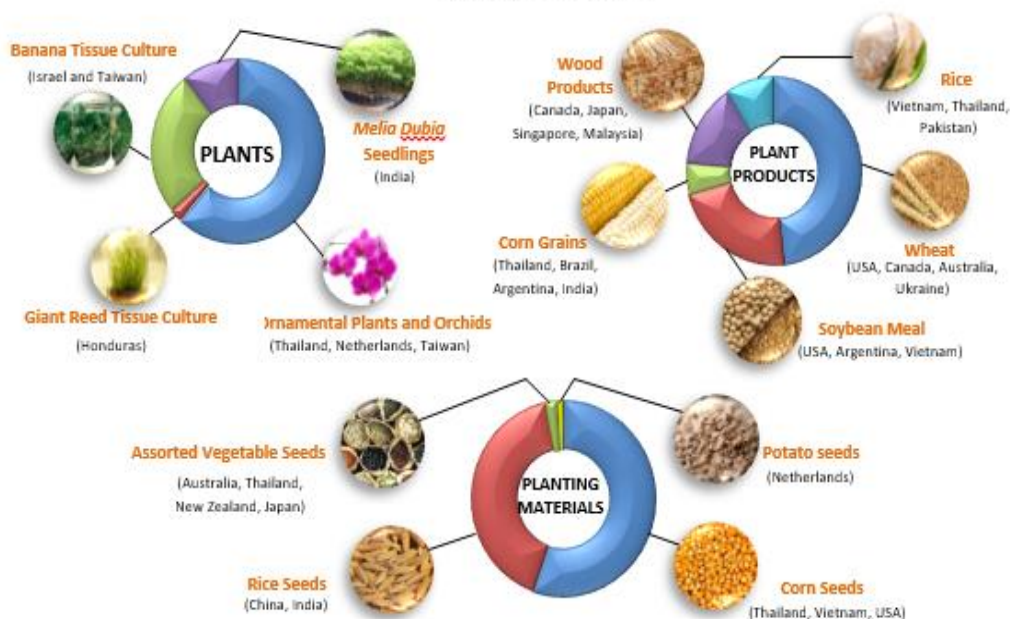 Banana Tissue Culture
(Israel and Taiwan)
PLANTS
Melia Dubia
Seedlings
(India)
Giant Reed Tissue Culture
(Honduras)
Ornamental Plants and Orchids
(Thailand, Netherlands, Taiwan)
Wood
Products
(Canada, Japan,
Singapore, Malaysia)
PLANT
PRODUCTS
Rice
(Vietnam, Thailand,
Pakistan)
Corn Grains
(Thailand, Brazil,
Argentina, India)
Wheat
(USA, Canada, Australia,
Ukraine)
Soybean Meal
(USA, Argentina, Vietnam)
Assorted Vegetable Seeds
(Australia, Thailand,
New Zealand, Japan)
PLANTING
MATERIALS
Potato seeds
(Netherlands)
Rice Seeds
(China, India)
Corn Seeds
(Thailand, Vietnam, USA)